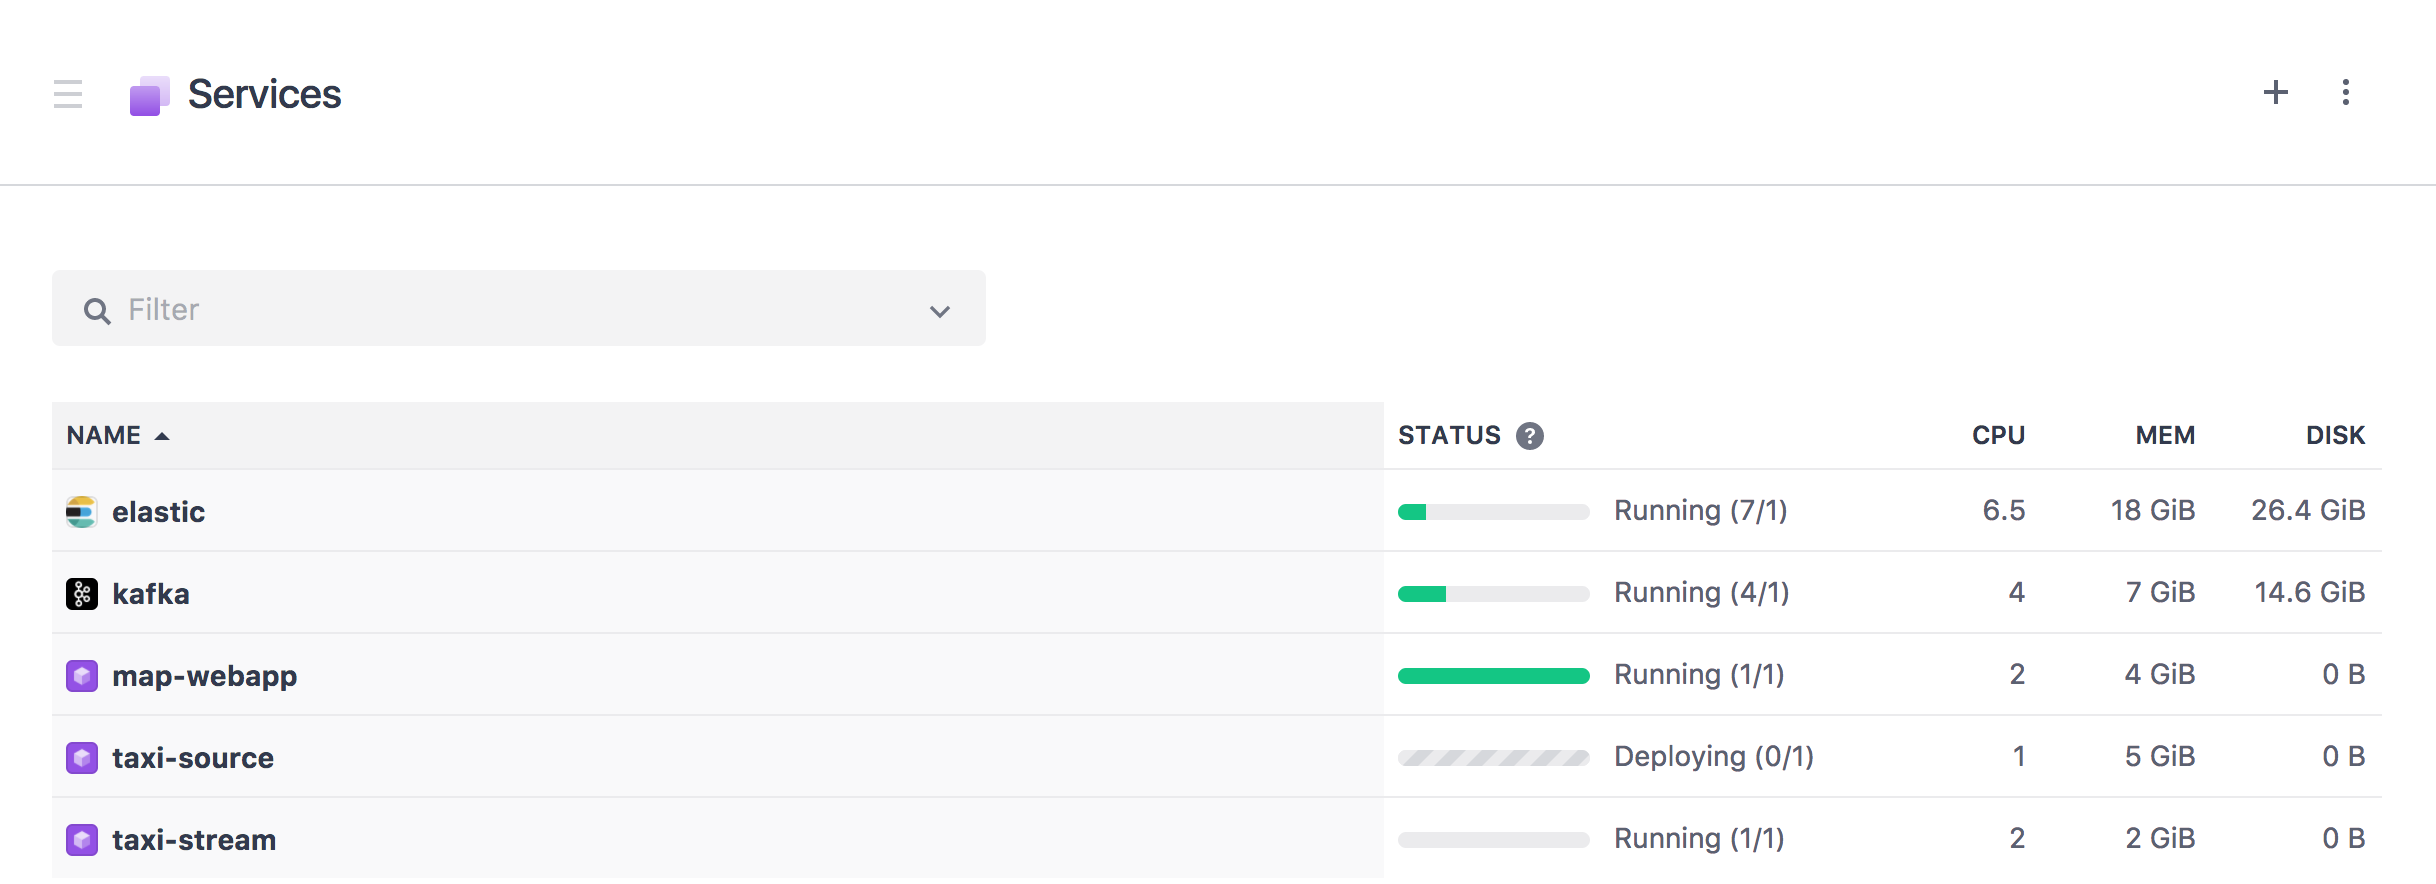 Services
Filter
NAME STATUS ? CPU MEM DISK
elastic Running (7/1) 6.5 18 GiB 26.4 GiB
kafka Running (4/1) 4 7 GiB 14.6 GiB
map-webapp Running (1/1) 2 4 GiB 0 B
taxi-source Deploying (0/1) 1 5 GiB 0 B
taxi-stream Running (1/1) 2 2 GiB 0 B